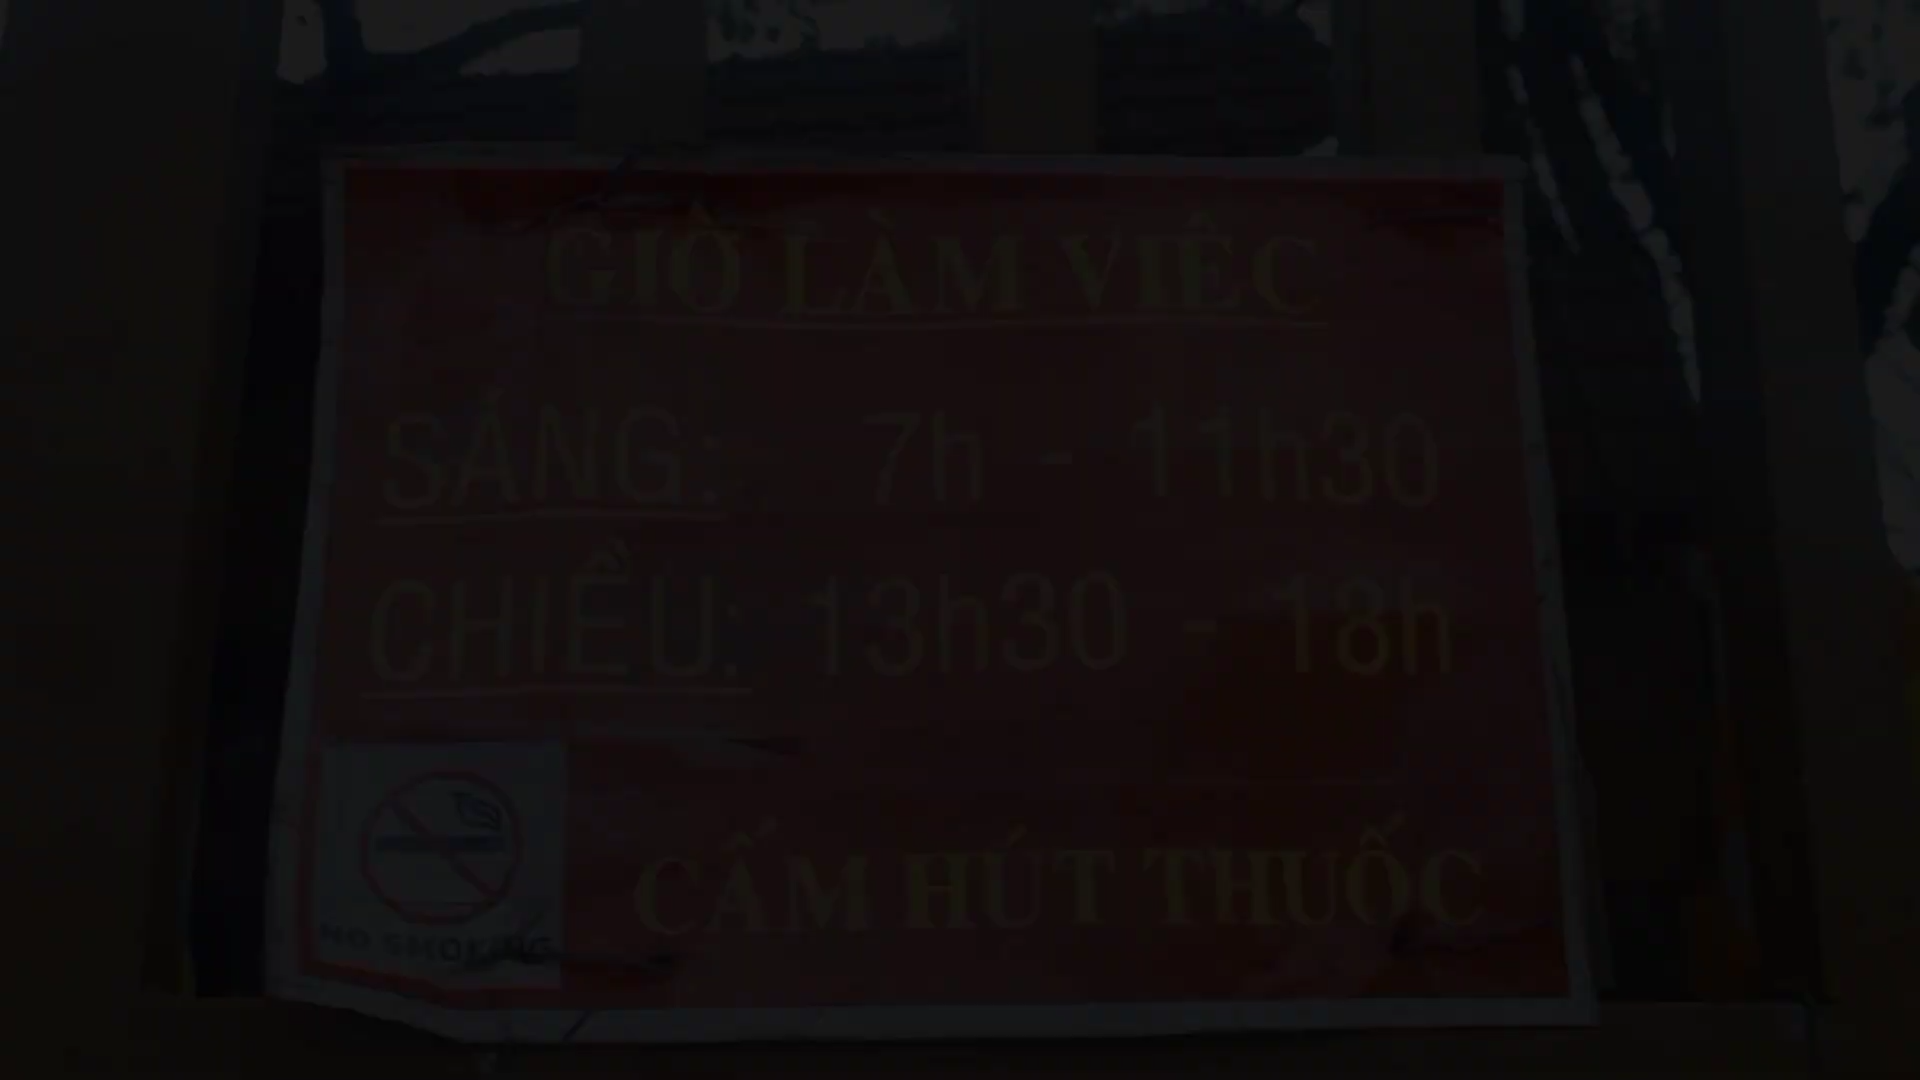 GIỜ LÀM VIỆC
SÁNG: 7h - 11h30
CHIỀU: 13h30 - 18h
NO SMOKING
CẤM HÚT THUỐC